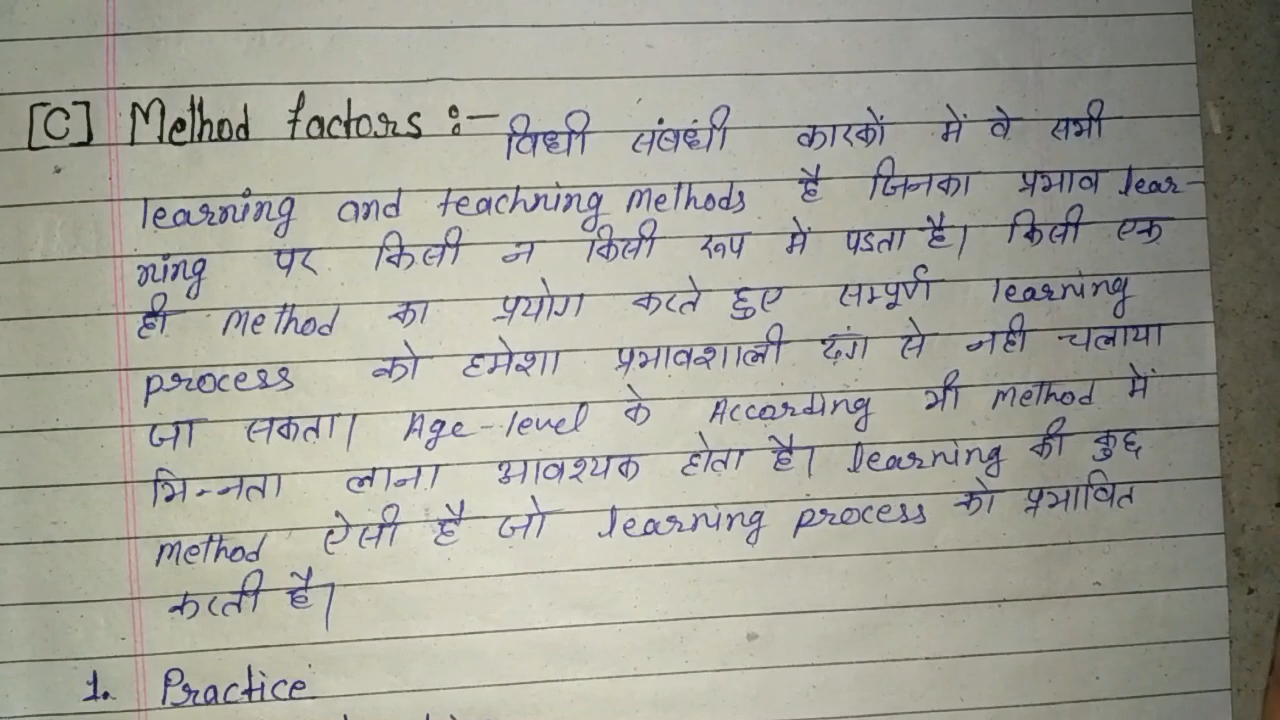 [C] Method factors :- विधी संबंधी कारकों में वे सभी
learning and teachning methods है जिनका प्रभाव lear-
ning पर किसी न किसी रूप में पडता है। किसी एक
ही method का प्रयोग करते हुए सम्पूर्ण learning
process को हमेशा प्रभावशाली ढंग से नही चलाया
जा सकता। Age-level के According भी method में
भिन्नता लाना आवश्यक होता है। learning की कुछ
method ऐसी है जो learning process को प्रभावित
करती है।
1. Practice